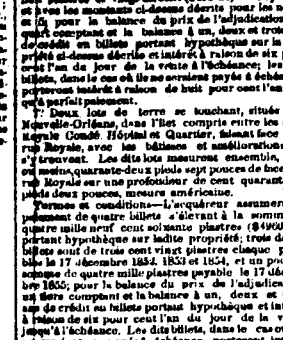 avec les montants ci-dessus décrits pour les
et pour la balance du prix de l'adjudication
quart comptant et la balance à un, deux et trois
de crédit en billets portant hypothèque sur la
priété ci-dessus décrite et intérêt à raison de six p
cent l'an du jour de la vente à l'échéance; les
billets, dans le cas où ils ne seraient payés à échéan
porteront intérêt à raison de huit pour cent l'an
qu'à parfait paiement.
7° Deux lots de terre se touchant, situés
Nouvelle-Orléans, dans l'îlet compris entre les
Royale Condé, Hôpital et Quartier, faisant face
rue Royale, avec les bâtisses et améliorations
s'y trouvent. Les dits lots mesurent ensemble,
ou moins, quarante-deux pieds sept pouces de face
rue Royale sur une profondeur de cent quarante
pieds deux pouces, mesure américaine.
Termes et conditions—L'acquéreur assumera
paiement de quatre billets s'élevant à la somme
quatre mille neuf cent soixante piastres ($4960
portant hypothèque sur ladite propriété; trois de
billets sont de trois cent vingt piastres chaque p
bles le 17 décembre 1852, 1853 et 1854, et un po
somme de quatre mille piastres payable le 17 déc
bre 1855; pour la balance du prix de l'adjudica
un tiers comptant et la balance à un, deux et
ans de crédit en billets portant hypothèque et int
à raison de six pour cent l'an du jour de la v
jusqu'à l'échéance. Les dits billets, dans le cas où